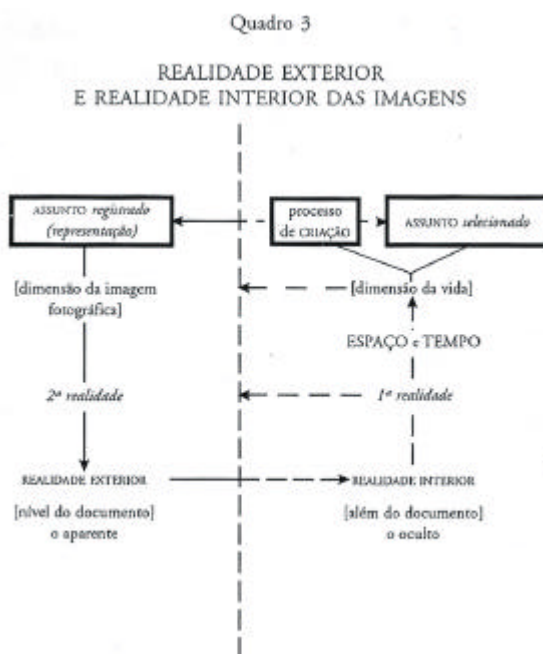 Quadro 3
REALIDADE EXTERIOR
E REALIDADE INTERIOR DAS IMAGENS
ASSUNTO registrado
(representação)
processo
de CRIAÇÃO
ASSUNTO selecionado
[dimensão da imagem
fotográfica]
[dimensão da vida]
ESPAÇO e TEMPO
2ª realidade
1ª realidade
REALIDADE EXTERIOR
REALIDADE INTERIOR
[nível do documento]
o aparente
[além do documento]
o oculto